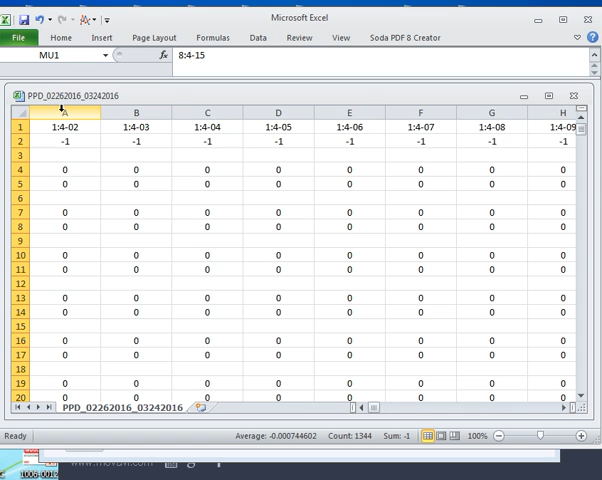 Microsoft Excel
File Home Insert Page Layout Formulas Data Review View Soda PDF 8 Creator
MU1 fx 8:4-15
PPD_02262016_03242016
A B C D E F G H
1 1:4-02 1:4-03 1:4-04 1:4-05 1:4-06 1:4-07 1:4-08 1:4-09
2 -1 -1 -1 -1 -1 -1 -1 -1
3
4 0 0 0 0 0 0 0 0
5 0 0 0 0 0 0 0 0
6
7 0 0 0 0 0 0 0 0
8 0 0 0 0 0 0 0 0
9
10 0 0 0 0 0 0 0 0
11 0 0 0 0 0 0 0 0
12
13 0 0 0 0 0 0 0 0
14 0 0 0 0 0 0 0 0
15
16 0 0 0 0 0 0 0 0
17 0 0 0 0 0 0 0 0
18
19 0 0 0 0 0 0 0 0
20 0 0 0 0 0 0 0 0
PPD_02262016_03242016
Ready Average: -0.000744602 Count: 1344 Sum: -1 100%